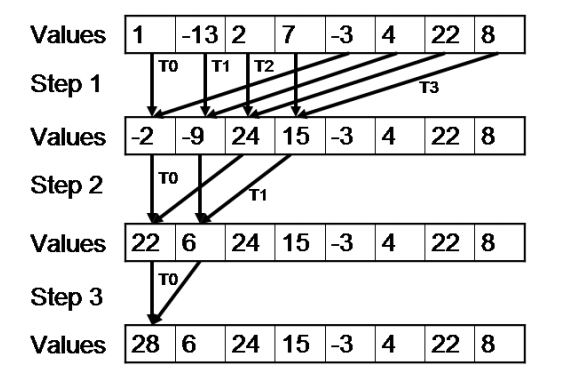 Values 1 -13 2 7 -3 4 22 8
T0 T1 T2
Step 1
T3
Values -2 -9 24 15 -3 4 22 8
T0
Step 2
T1
Values 22 6 24 15 -3 4 22 8
T0
Step 3
Values 28 6 24 15 -3 4 22 8